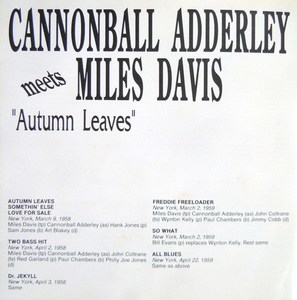 CANNONBALL ADDERLEY
meets MILES DAVIS
"Autumn Leaves"
AUTUMN LEAVES
SOMETHIN' ELSE
LOVE FOR SALE
New York, March 9, 1958
Miles Davis (tp) Cannonball Adderley (as) Hank Jones (p)
Sam Jones (b) Art Blakey (d)
TWO BASS HIT
New York, April 2, 1958
Miles Davis (tp) Cannonball Adderley (as) John Coltrane
(ts) Red Garland (p) Paul Chambers (b) Philly Joe Jones
(d)
Dr. JEKYLL
New York, April 3, 1958
Same
FREDDIE FREELOADER
New York, March 2, 1959
Miles Davis (tp) Cannonball Adderley (as) John Coltrane
(ts) Wynton Kelly (p) Paul Chambers (b) Jimmy Cobb (d)
SO WHAT
New York, March 2, 1959
Bill Evans (p) replaces Wynton Kelly, Rest same
ALL BLUES
New York, April 22, 1959
Same as above